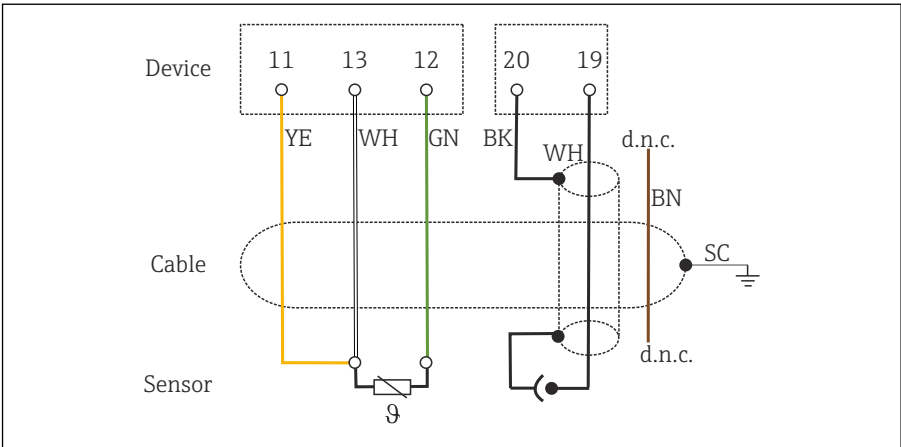 Device
11 13 12 20 19
YE WH GN BK WH d.n.c.
BN
Cable
SC
d.n.c.
Sensor
ϑ